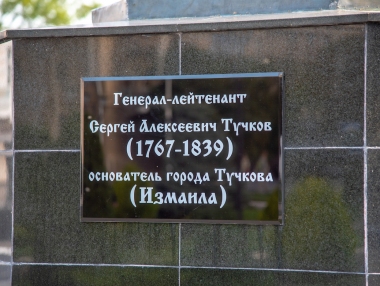 Генерал-лейтенант
Сергей Алексеевич Тучков
(1767-1839)
основатель города Тучкова
(Измаила)